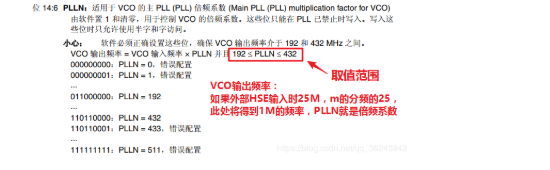 位 14:6 PLLN：适用于 VCO 的主 PLL (PLL) 倍频系数 (Main PLL (PLL) multiplication factor for VCO)
由软件置 1 和清零，用于控制 VCO 的倍频系数。这些位只能在 PLL 已禁止时写入。写入这
些位时只允许使用半字和字访问。
小心： 软件必须正确设置这些位，确保 VCO 输出频率介于 192 和 432 MHz 之间。
VCO 输出频率 = VCO 输入频率 × PLLN 并且 192 ≤ PLLN ≤ 432
000000000：PLLN = 0，错误配置
000000001：PLLN = 1，错误配置
...
011000000：PLLN = 192
...
110110000：PLLN = 432
110110001：PLLN = 433，错误配置
...
111111111：PLLN = 511，错误配置
取值范围
VCO输出频率：
如果外部HSE输入时25M，m的分频的25，
此处将得到1M的频率，PLLN就是倍频系数